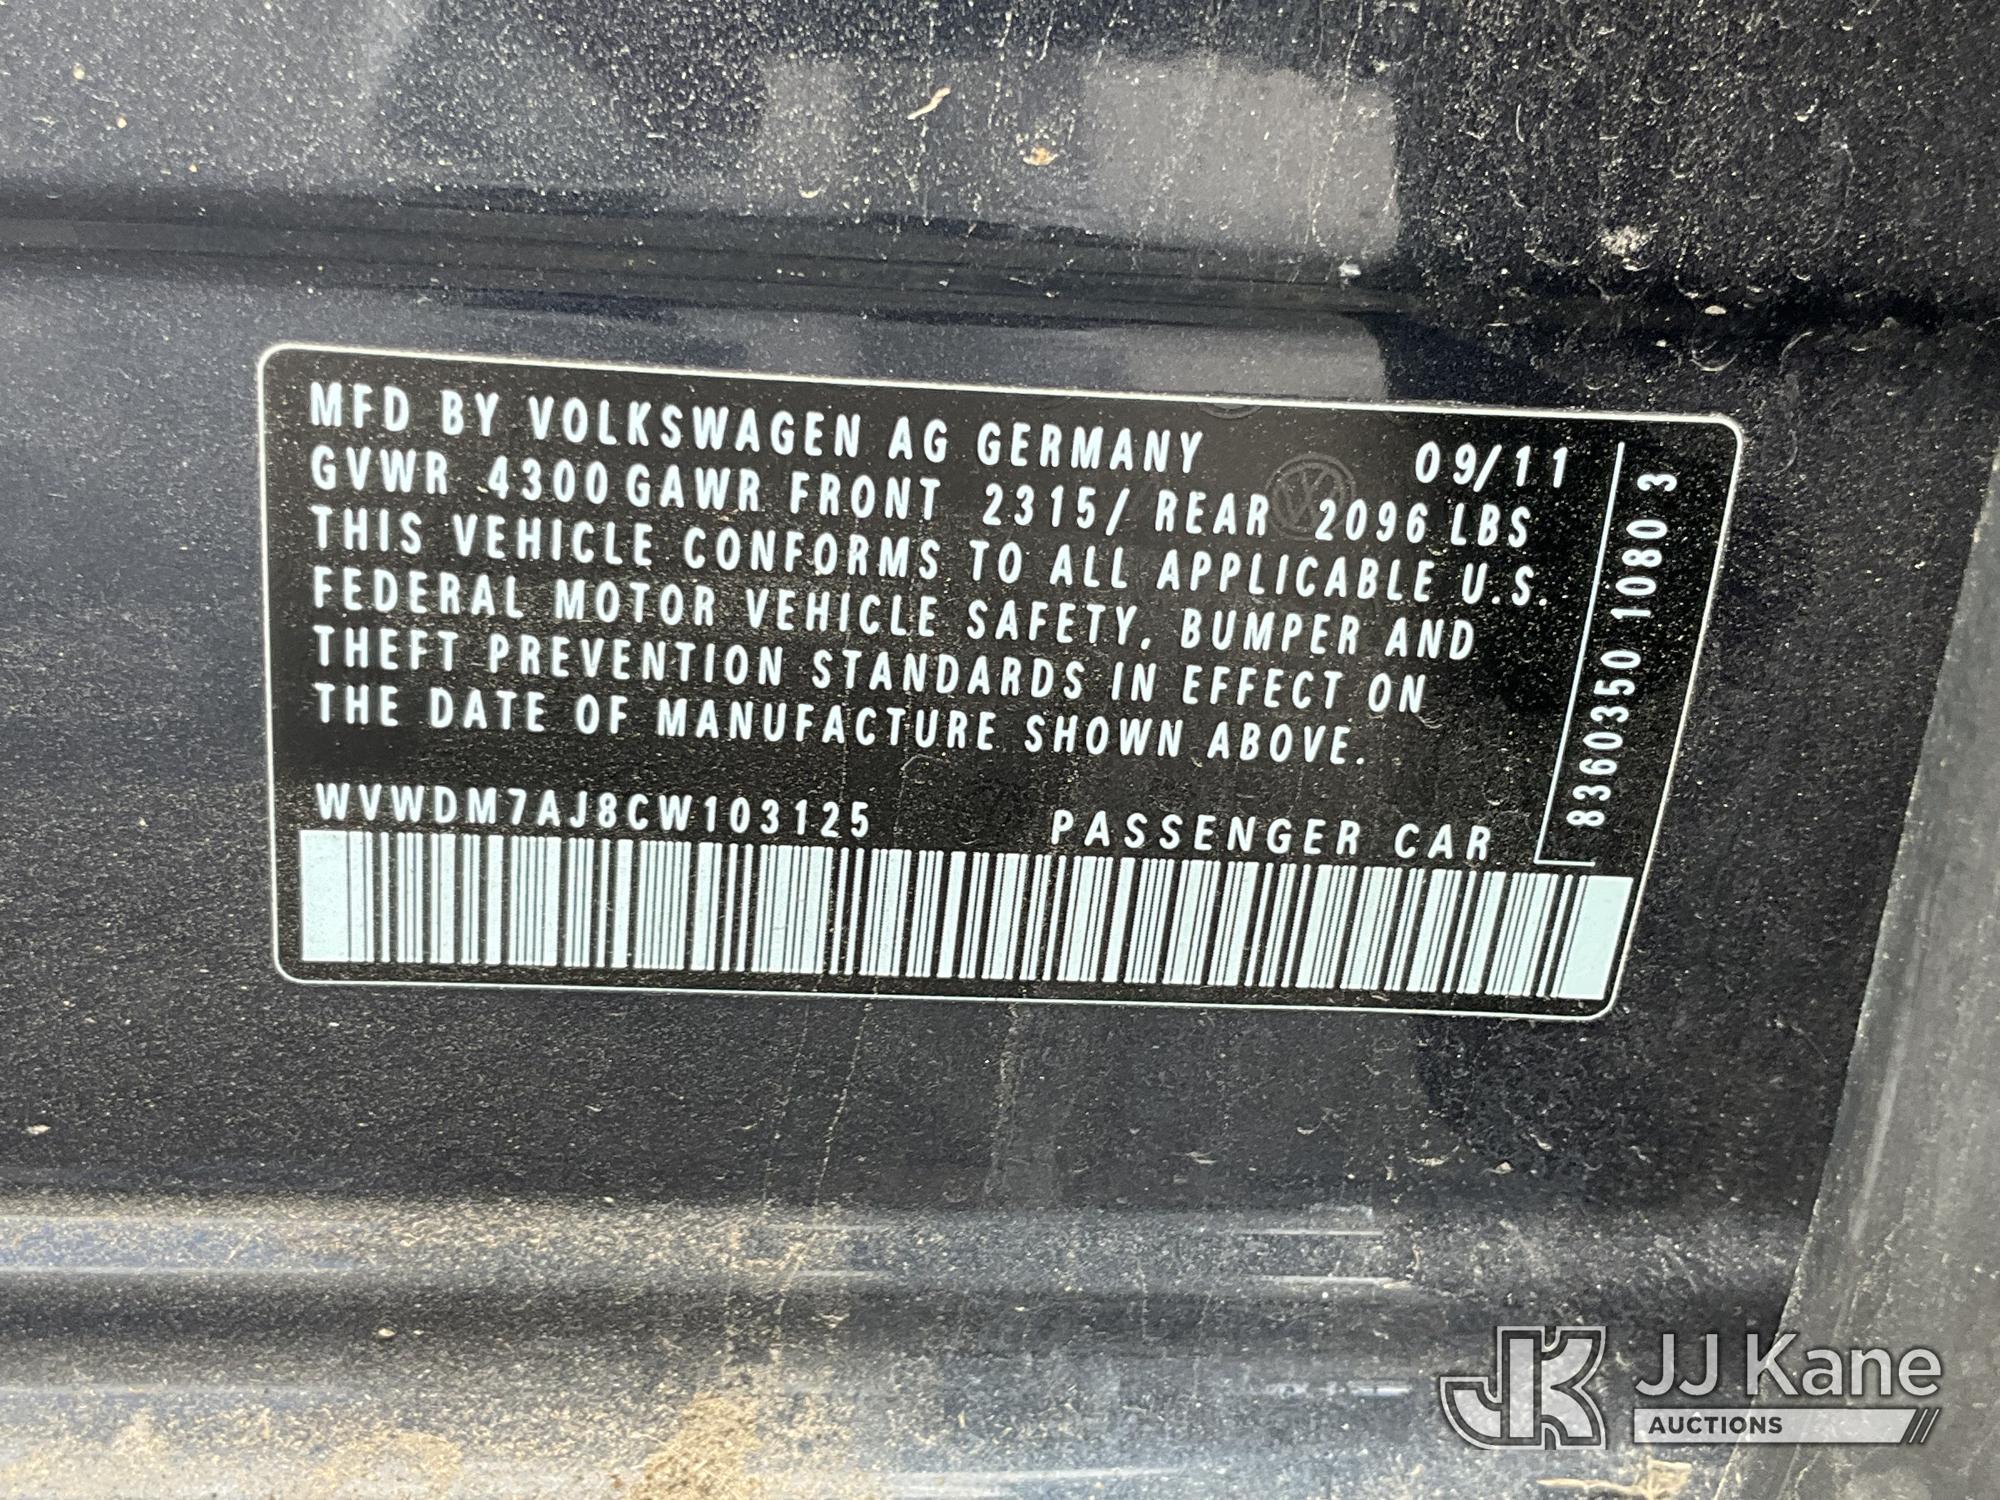 MFD BY VOLKSWAGEN AG GERMANY 09/11
GVWR 4300 GAWR FRONT 2315/ REAR 2096 LBS
THIS VEHICLE CONFORMS TO ALL APPLICABLE U.S.
FEDERAL MOTOR VEHICLE SAFETY, BUMPER AND
THEFT PREVENTION STANDARDS IN EFFECT ON
THE DATE OF MANUFACTURE SHOWN ABOVE.
WVWDM7AJ8CW103125 PASSENGER CAR
8360350 1080 3
JK JJ Kane
AUCTIONS